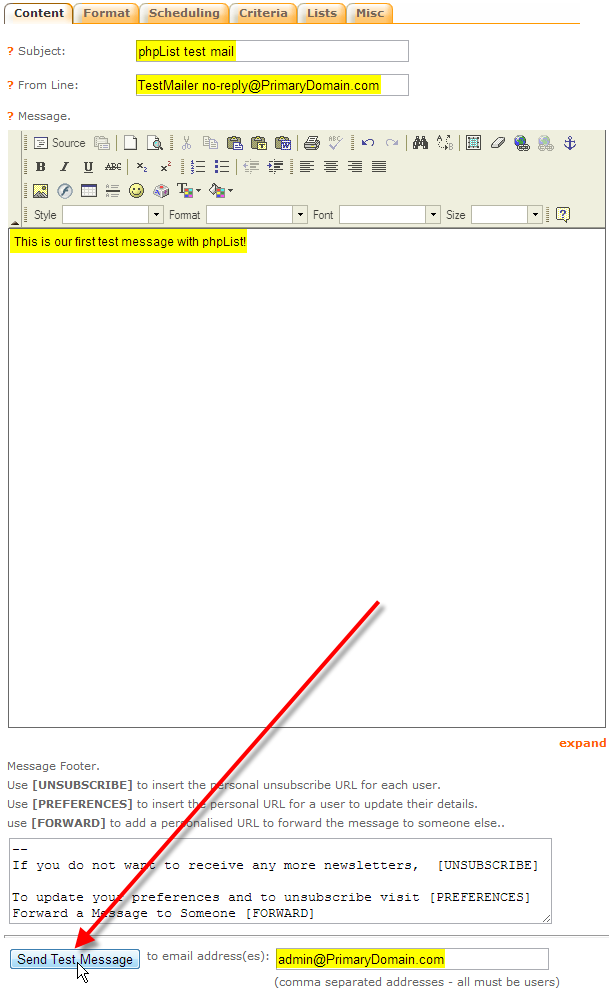 Content Format Scheduling Criteria Lists Misc
? Subject: phpList test mail
? From Line: TestMailer no-reply@PrimaryDomain.com
? Message.
Source
B I U ABC X2 X2
Style Format Font Size ?
This is our first test message with phpList!
expand
Message Footer.
Use [UNSUBSCRIBE] to insert the personal unsubscribe URL for each user.
Use [PREFERENCES] to insert the personal URL for a user to update their details.
use [FORWARD] to add a personalised URL to forward the message to someone else..
--
If you do not want to receive any more newsletters, [UNSUBSCRIBE]
To update your preferences and to unsubscribe visit [PREFERENCES]
Forward a Message to Someone [FORWARD]
Send Test Message to email address(es): admin@PrimaryDomain.com
(comma separated addresses - all must be users)